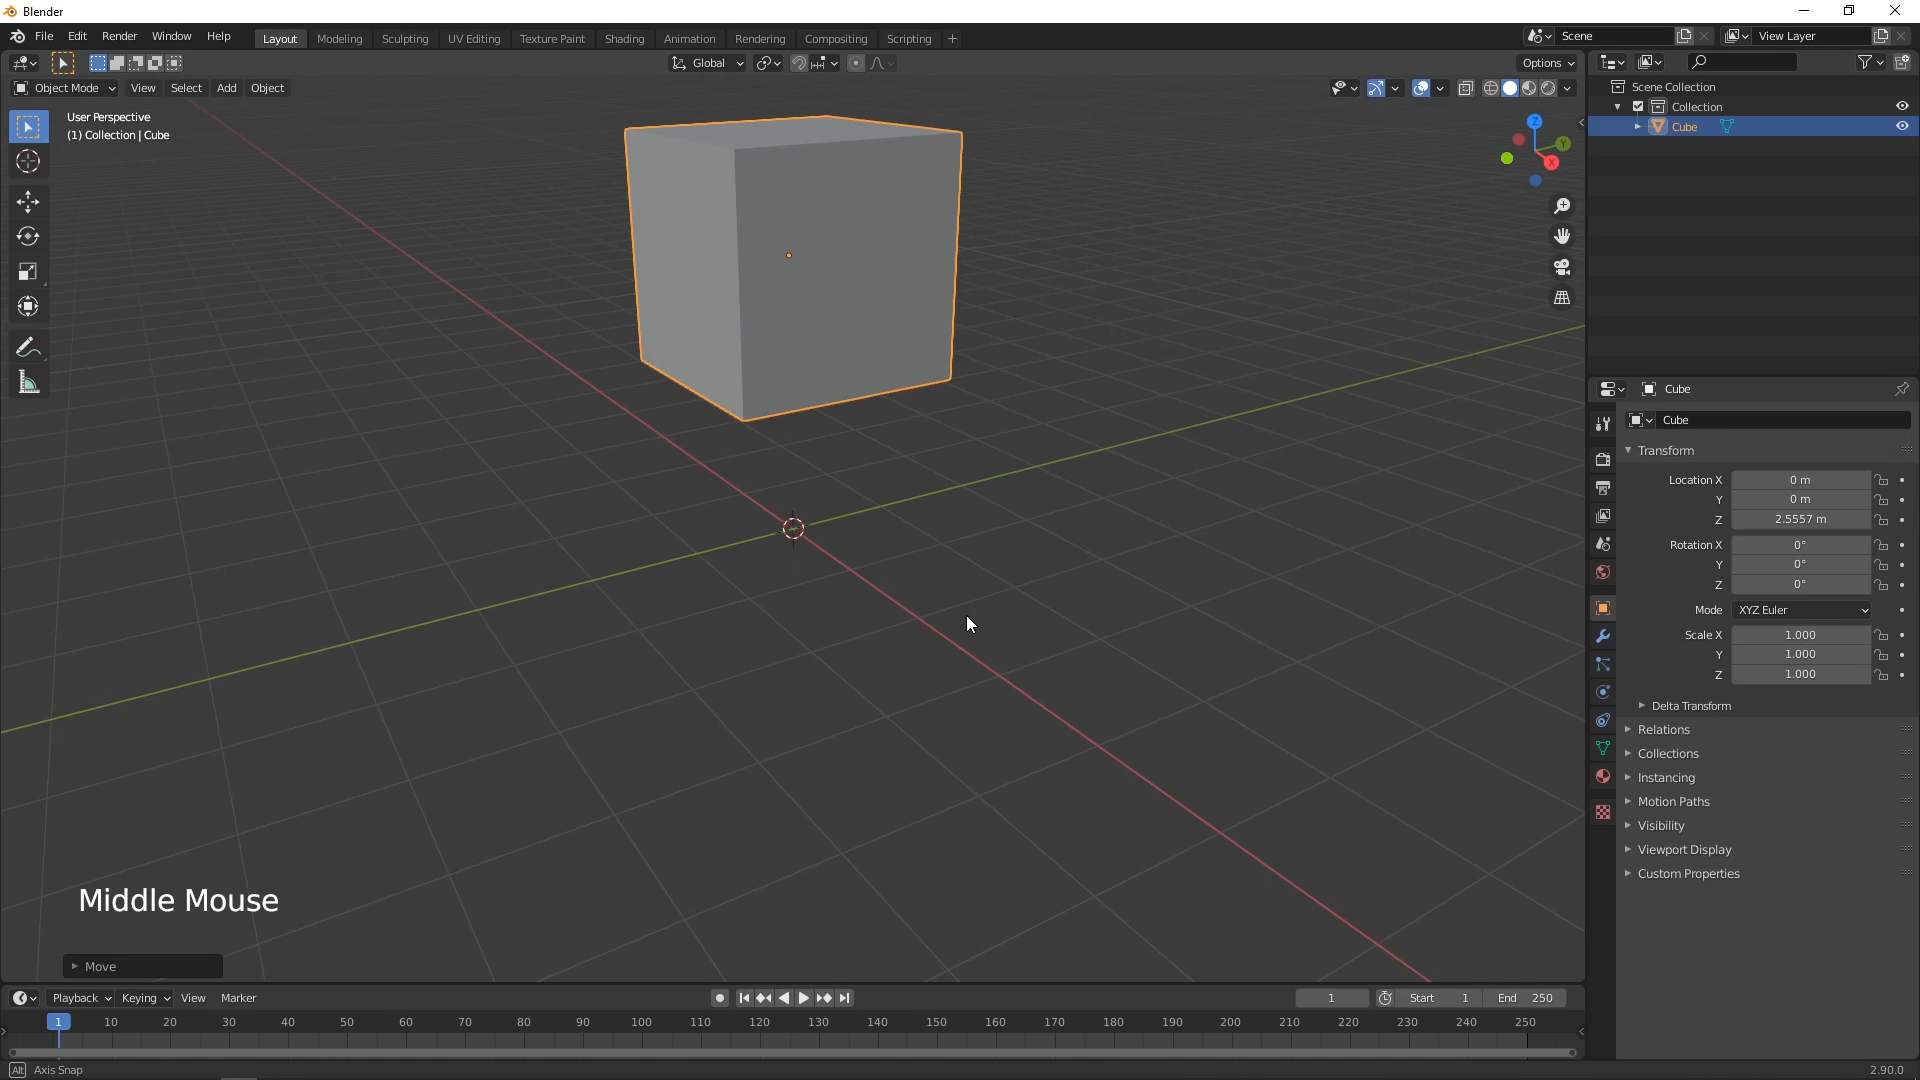 Blender
File Edit Render Window Help
Layout Modeling Sculpting UV Editing Texture Paint Shading Animation Rendering Compositing Scripting +
Scene
View Layer
Global
Options
Object Mode View Select Add Object
User Perspective
(1) Collection | Cube
Z
Y
X
Scene Collection
Collection
Cube
Cube
Cube
Transform
Location X 0 m
Y 0 m
Z 2.5557 m
Rotation X 0°
Y 0°
Z 0°
Mode XYZ Euler
Scale X 1.000
Y 1.000
Z 1.000
Delta Transform
Relations
Collections
Instancing
Motion Paths
Visibility
Viewport Display
Custom Properties
Middle Mouse
Move
Playback Keying View Marker
1 Start 1 End 250
1 10 20 30 40 50 60 70 80 90 100 110 120 130 140 150 160 170 180 190 200 210 220 230 240 250
Alt Axis Snap
2.90.0